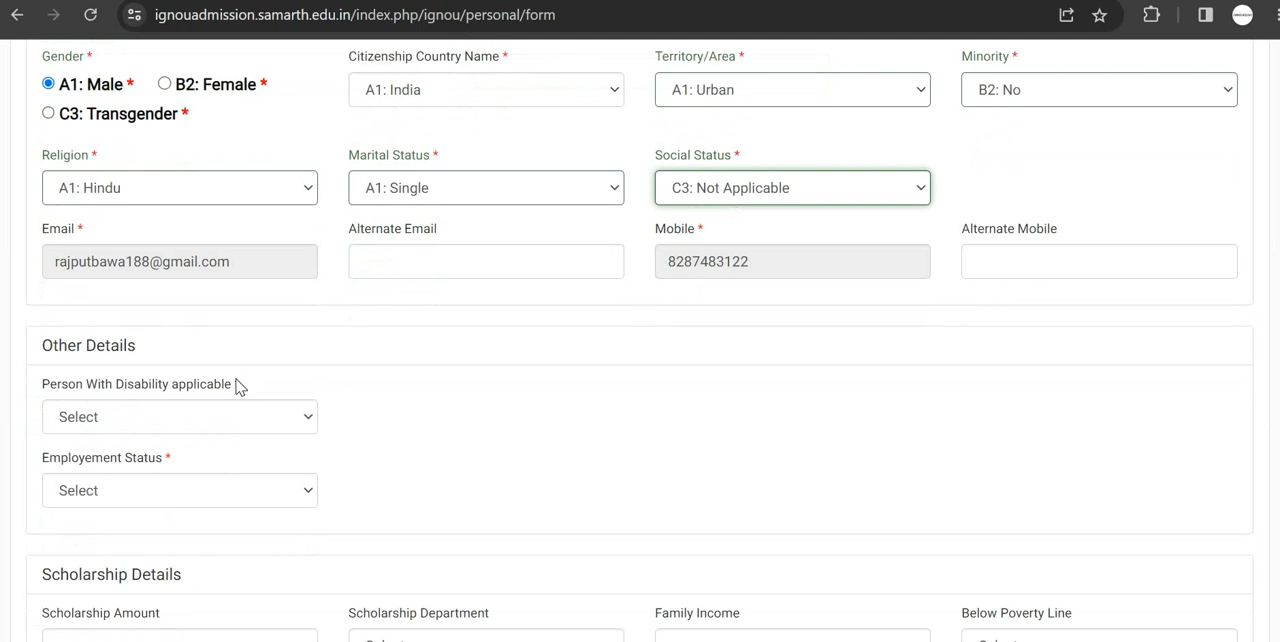 ignouadmission.samarth.edu.in/index.php/ignou/personal/form
Gender * Citizenship Country Name * Territory/Area * Minority *
A1: Male * B2: Female * A1: India A1: Urban B2: No
C3: Transgender *
Religion * Marital Status * Social Status *
A1: Hindu A1: Single C3: Not Applicable
Email * Alternate Email Mobile * Alternate Mobile
rajputbawa188@gmail.com 8287483122
Other Details
Person With Disability applicable
Select
Employement Status *
Select
Scholarship Details
Scholarship Amount Scholarship Department Family Income Below Poverty Line